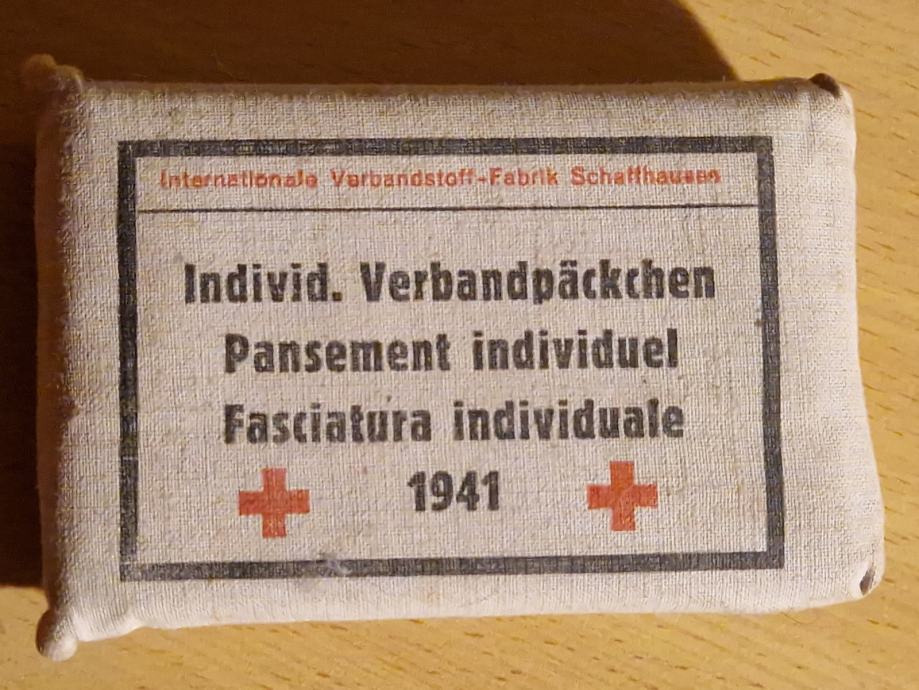 Internationale Verbandstoff-Fabrik Schaffhausen
Individ. Verbandpäckchen
Pansement individuel
Fasciatura individuale
1941